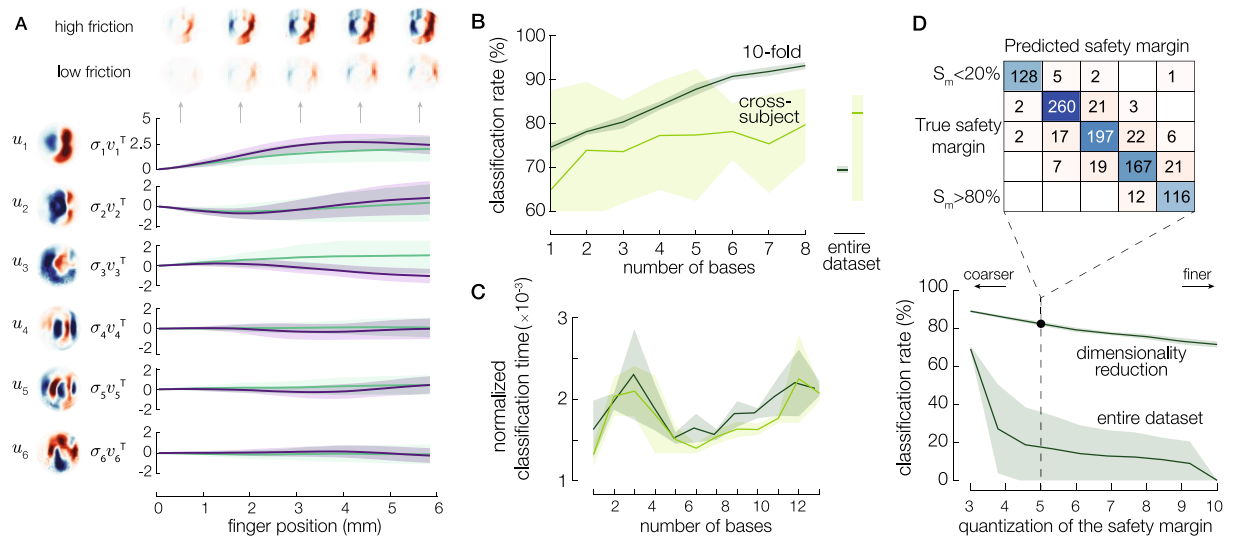 A
high friction
low friction
u1 σ1v1T
5
2.5
0
u2 σ2v2T
2
0
-2
u3 σ3v3T
2
0
-2
u4 σ4v4T
2
0
-2
u5 σ5v5T
2
0
-2
u6 σ6v6T
2
0
-2
0 1 2 3 4 5 6
finger position (mm)
B
classification rate (%)
100
90
80
70
60
10-fold
cross-
subject
1 2 3 4 5 6 7 8
number of bases
entire
dataset
C
normalized
classification time (×10-3)
3
2
1
2 4 6 8 10 12
number of bases
D
Predicted safety margin
Sm<20%
True safety
margin
Sm>80%
128 5 2 1
2 260 21 3
2 17 197 22 6
7 19 167 21
12 116
coarser finer
classification rate (%)
100
80
60
40
20
0
dimensionality
reduction
entire dataset
3 4 5 6 7 8 9 10
quantization of the safety margin